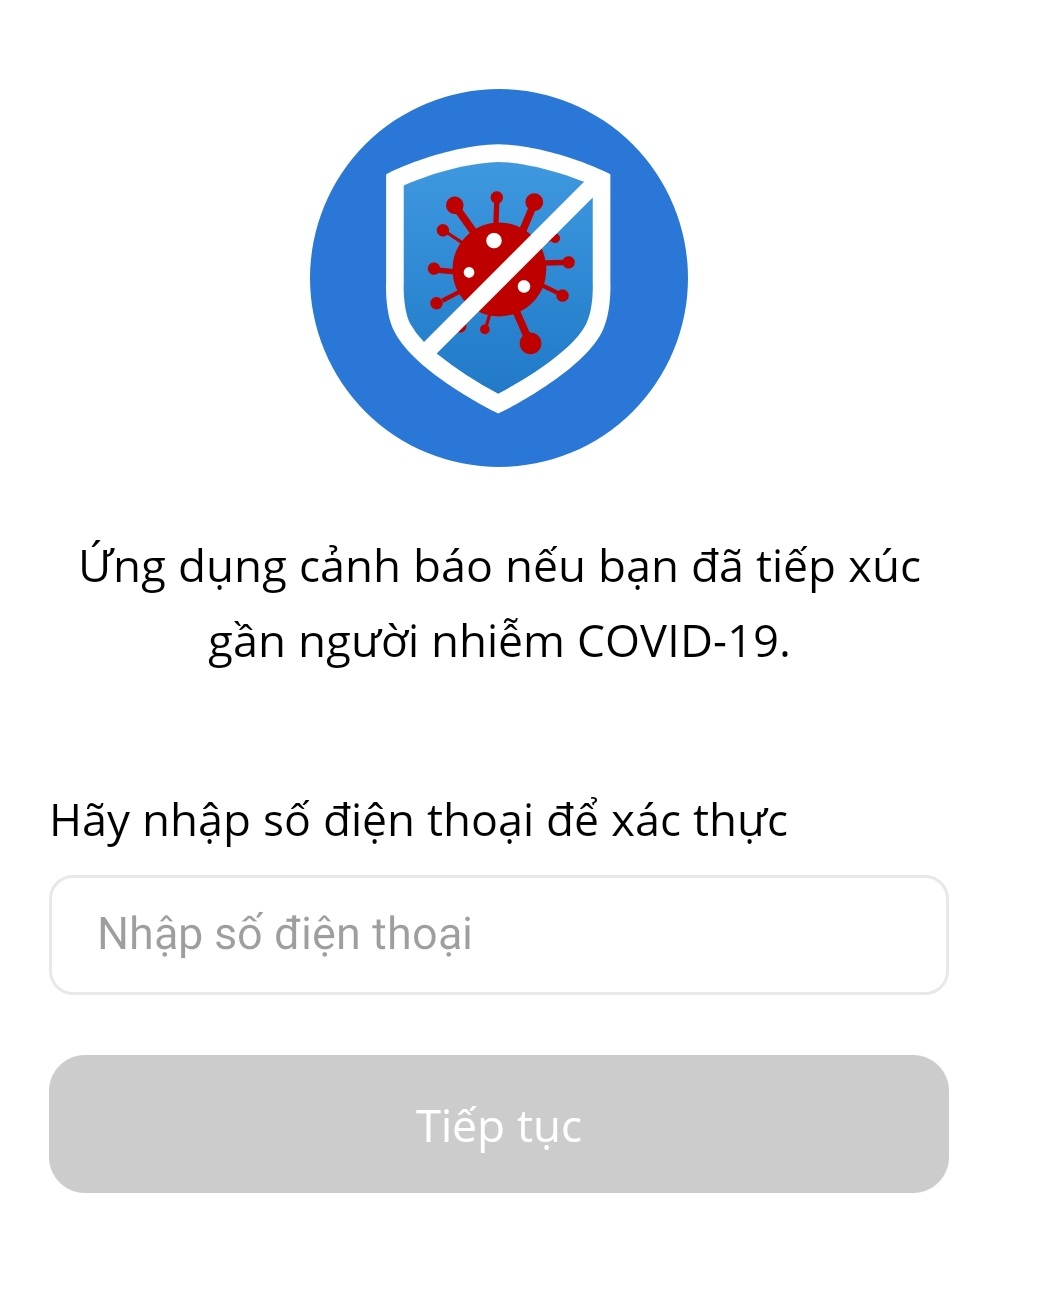 Ứng dụng cảnh báo nếu bạn đã tiếp xúc
gần người nhiễm COVID-19.
Hãy nhập số điện thoại để xác thực
Nhập số điện thoại
Tiếp tục